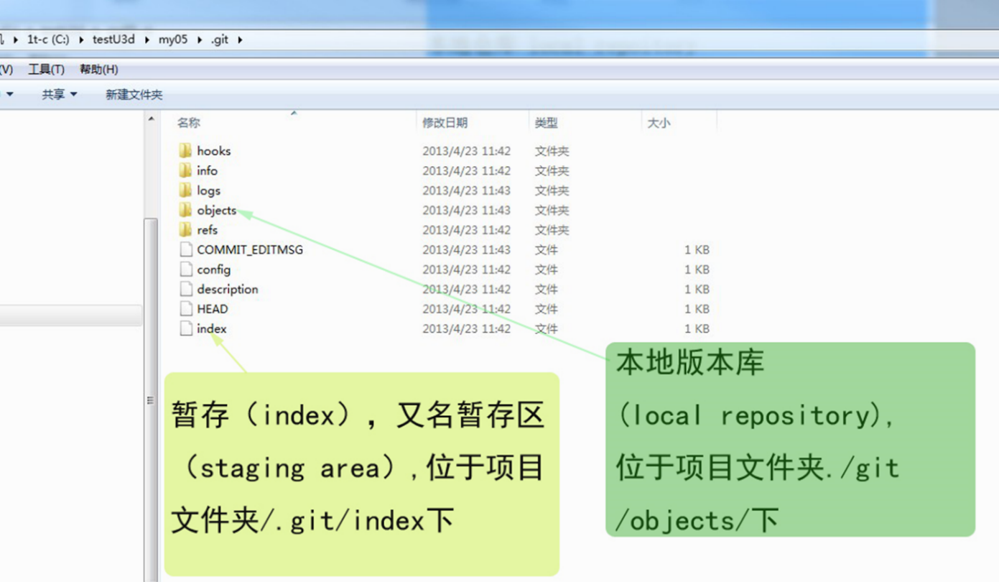 1t-c (C:) ▸ testU3d ▸ my05 ▸ .git ▸
(V) 工具(T) 帮助(H)
共享 新建文件夹
名称 修改日期 类型 大小
hooks 2013/4/23 11:42 文件夹
info 2013/4/23 11:42 文件夹
logs 2013/4/23 11:43 文件夹
objects 2013/4/23 11:43 文件夹
refs 2013/4/23 11:42 文件夹
COMMIT_EDITMSG 2013/4/23 11:43 文件 1 KB
config 2013/4/23 11:42 文件 1 KB
description 2013/4/23 11:42 文件 1 KB
HEAD 2013/4/23 11:42 文件 1 KB
index 2013/4/23 11:42 文件 1 KB
暂存（index），又名暂存区
（staging area）,位于项目
文件夹/.git/index下
本地版本库
(local repository),
位于项目文件夹./git
/objects/下